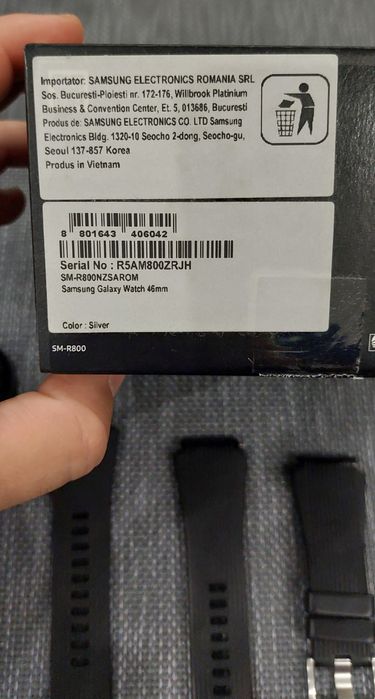 Importator: SAMSUNG ELECTRONICS ROMANIA SRL
Sos. Bucuresti-Ploiesti nr. 172-176, Willbrook Platinium
Business & Convention Center, Et. 5, 013686, Bucuresti
Produs de: SAMSUNG ELECTRONICS CO. LTD Samsung
Electronics Bldg. 1320-10 Seocho 2-dong, Seocho-gu,
Seoul 137-857 Korea
Produs in Vietnam
8 801643 406042
Serial No : R5AM800ZRJH
SM-R800NZSAROM
Samsung Galaxy Watch 46mm
Color : Silver
SM-R800